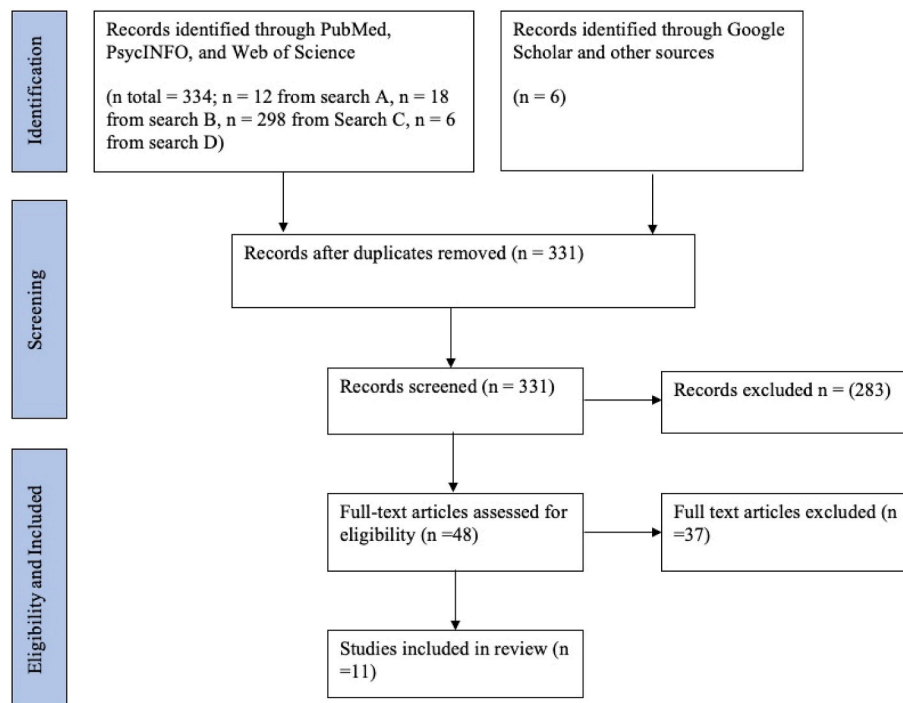 Identification
Records identified through PubMed,
PsycINFO, and Web of Science
(n total = 334; n = 12 from search A, n = 18
from search B, n = 298 from Search C, n = 6
from search D)
Records identified through Google
Scholar and other sources
(n = 6)
Screening
Records after duplicates removed (n = 331)
Records screened (n = 331)
Records excluded n = (283)
Eligibility and Included
Full-text articles assessed for
eligibility (n =48)
Full text articles excluded (n
=37)
Studies included in review (n
=11)